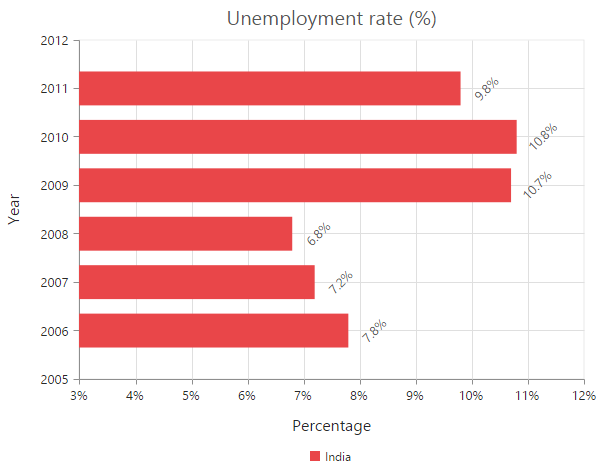 Unemployment rate (%)
2012
2011
9.8%
2010
10.8%
2009
10.7%
2008
6.8%
2007
7.2%
2006
7.8%
2005
3% 4% 5% 6% 7% 8% 9% 10% 11% 12%
Year
Percentage
India